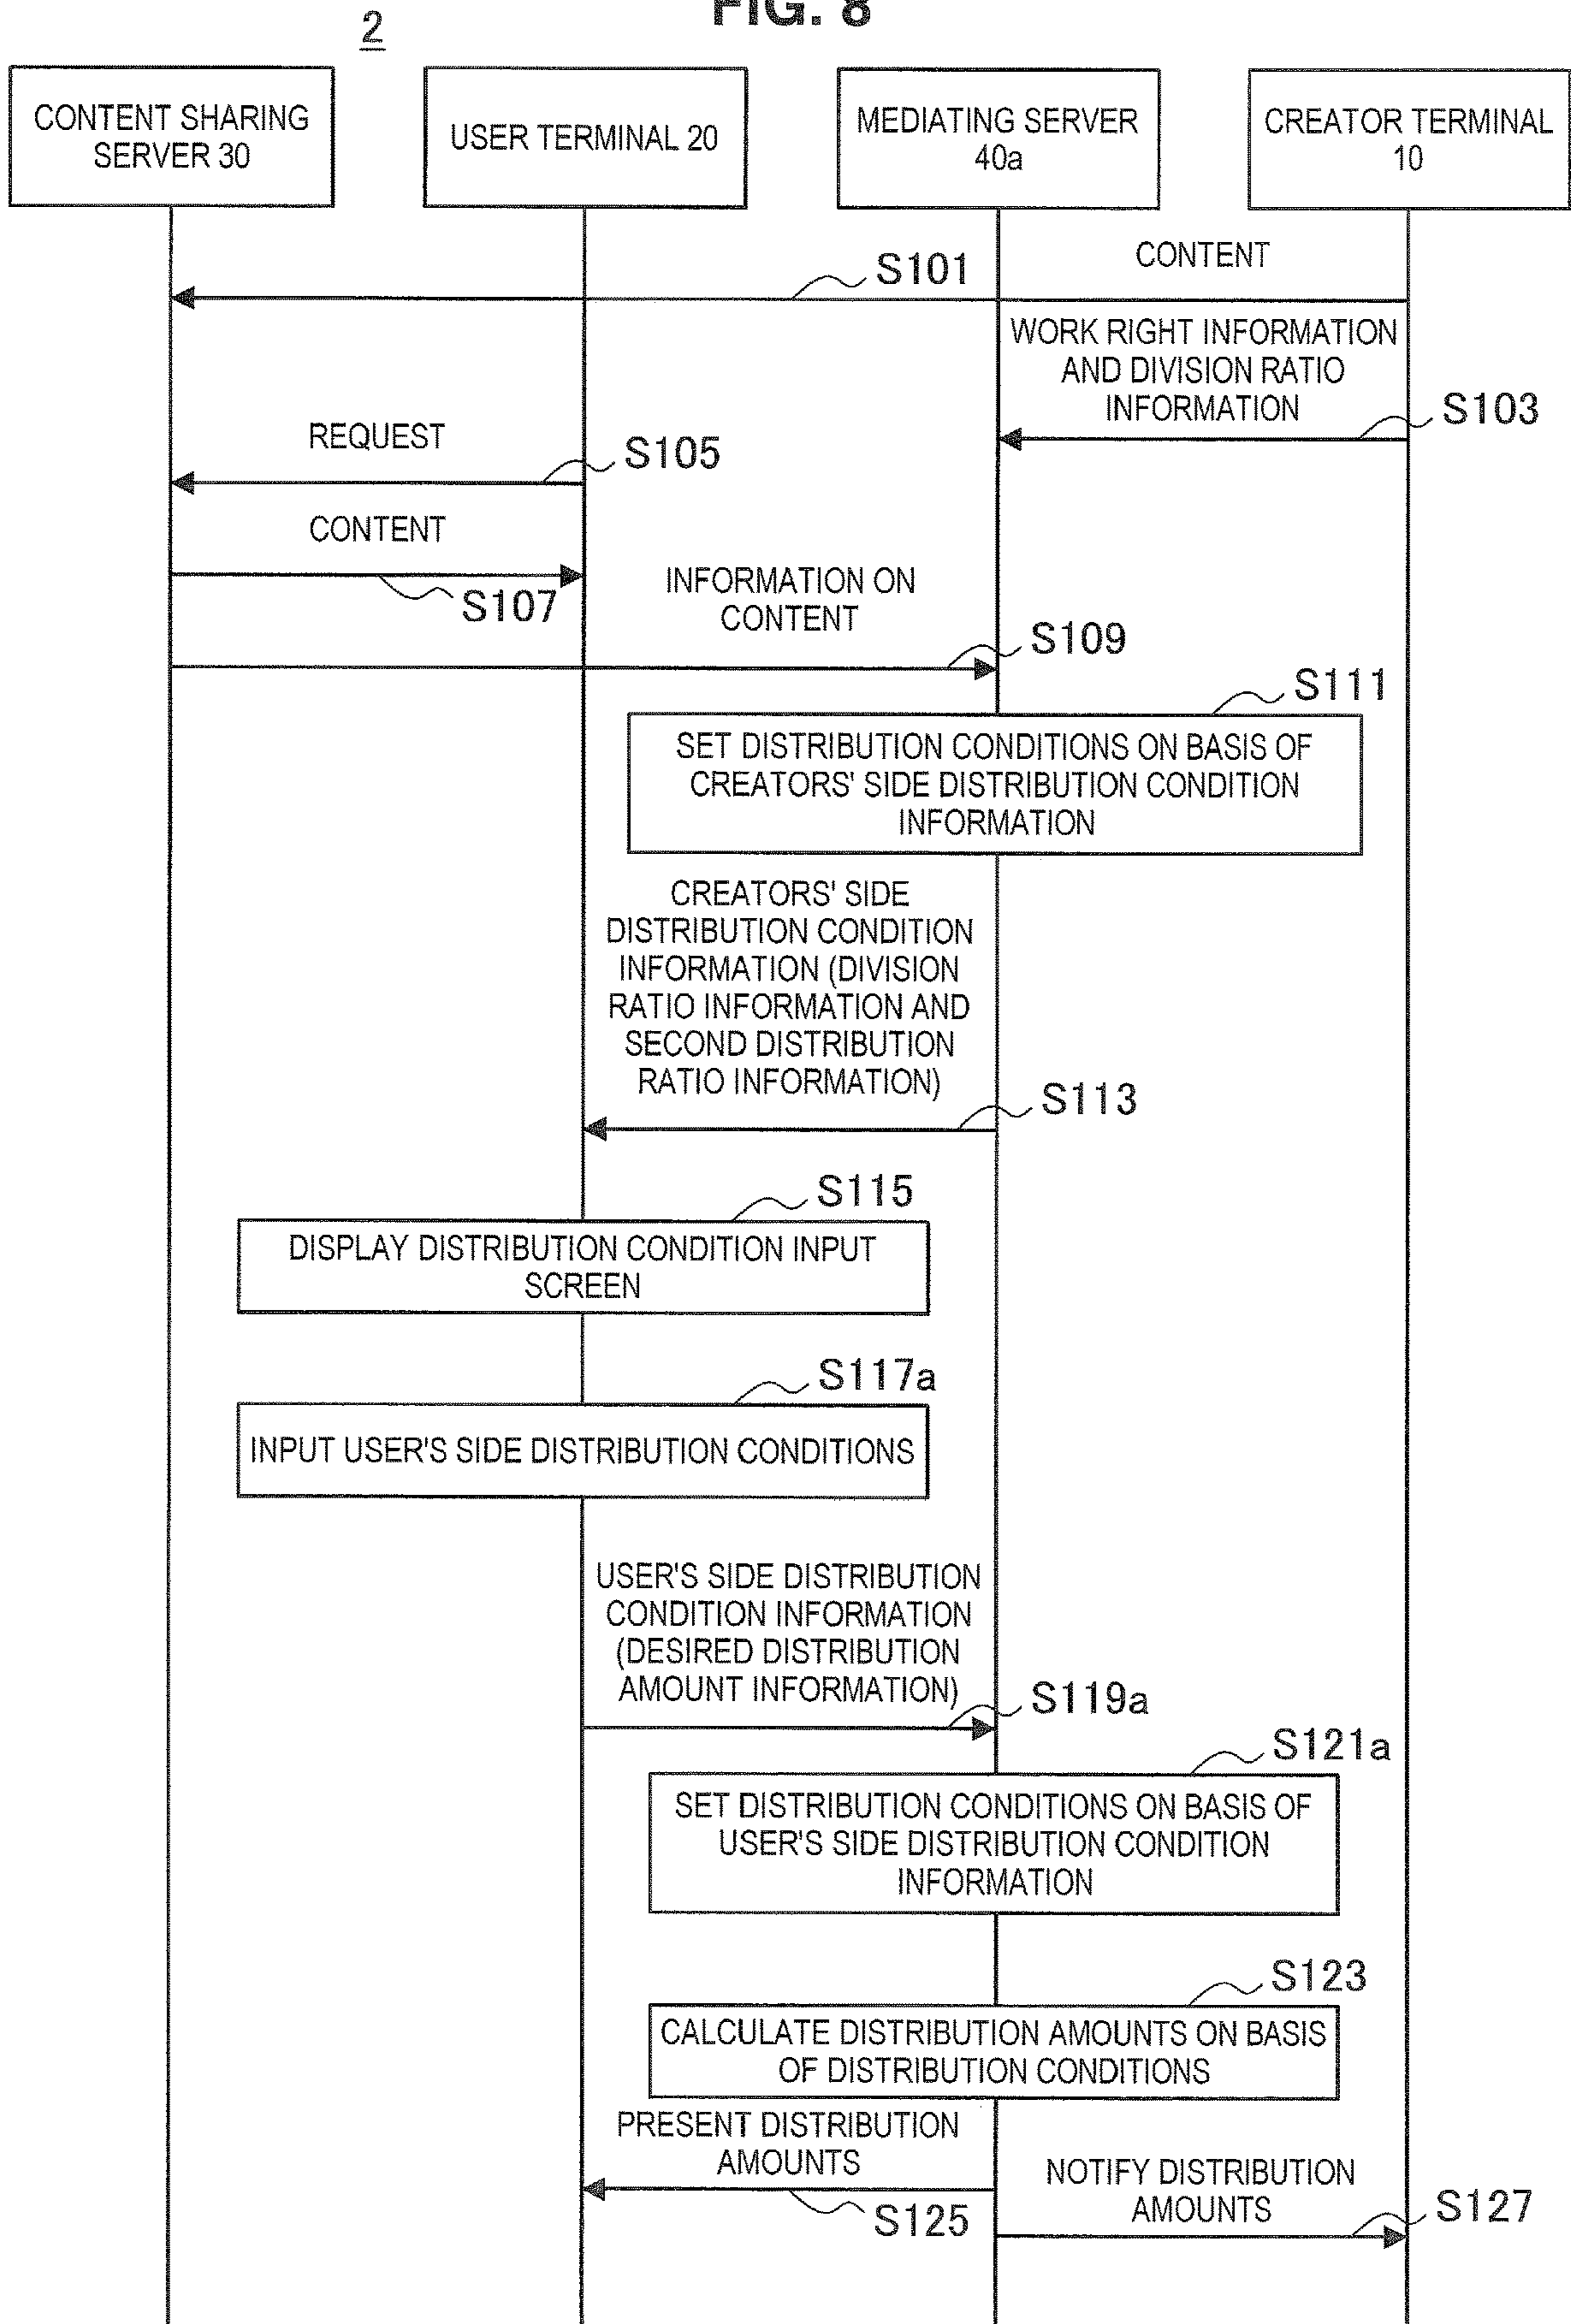 FIG. 8
2
CONTENT SHARING
SERVER 30
USER TERMINAL 20
MEDIATING SERVER
40a
CREATOR TERMINAL
10
CONTENT
S101
WORK RIGHT INFORMATION
AND DIVISION RATIO
INFORMATION
S103
REQUEST
S105
CONTENT
S107
INFORMATION ON
CONTENT
S109
S111
SET DISTRIBUTION CONDITIONS ON BASIS OF
CREATORS' SIDE DISTRIBUTION CONDITION
INFORMATION
CREATORS' SIDE
DISTRIBUTION CONDITION
INFORMATION (DIVISION
RATIO INFORMATION AND
SECOND DISTRIBUTION
RATIO INFORMATION)
S113
S115
DISPLAY DISTRIBUTION CONDITION INPUT
SCREEN
S117a
INPUT USER'S SIDE DISTRIBUTION CONDITIONS
USER'S SIDE DISTRIBUTION
CONDITION INFORMATION
(DESIRED DISTRIBUTION
AMOUNT INFORMATION)
S119a
S121a
SET DISTRIBUTION CONDITIONS ON BASIS OF
USER'S SIDE DISTRIBUTION CONDITION
INFORMATION
S123
CALCULATE DISTRIBUTION AMOUNTS ON BASIS
OF DISTRIBUTION CONDITIONS
PRESENT DISTRIBUTION
AMOUNTS
S125
NOTIFY DISTRIBUTION
AMOUNTS
S127